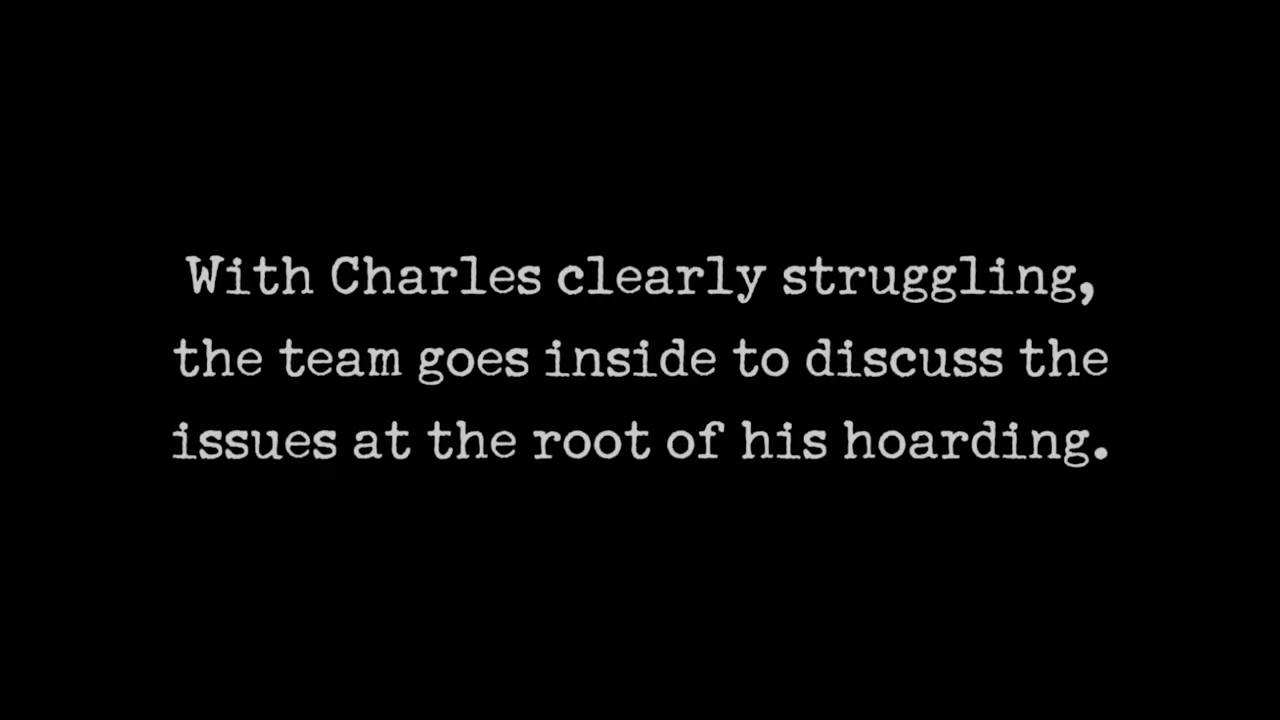 With Charles clearly struggling,
the team goes inside to discuss the
issues at the root of his hoarding.